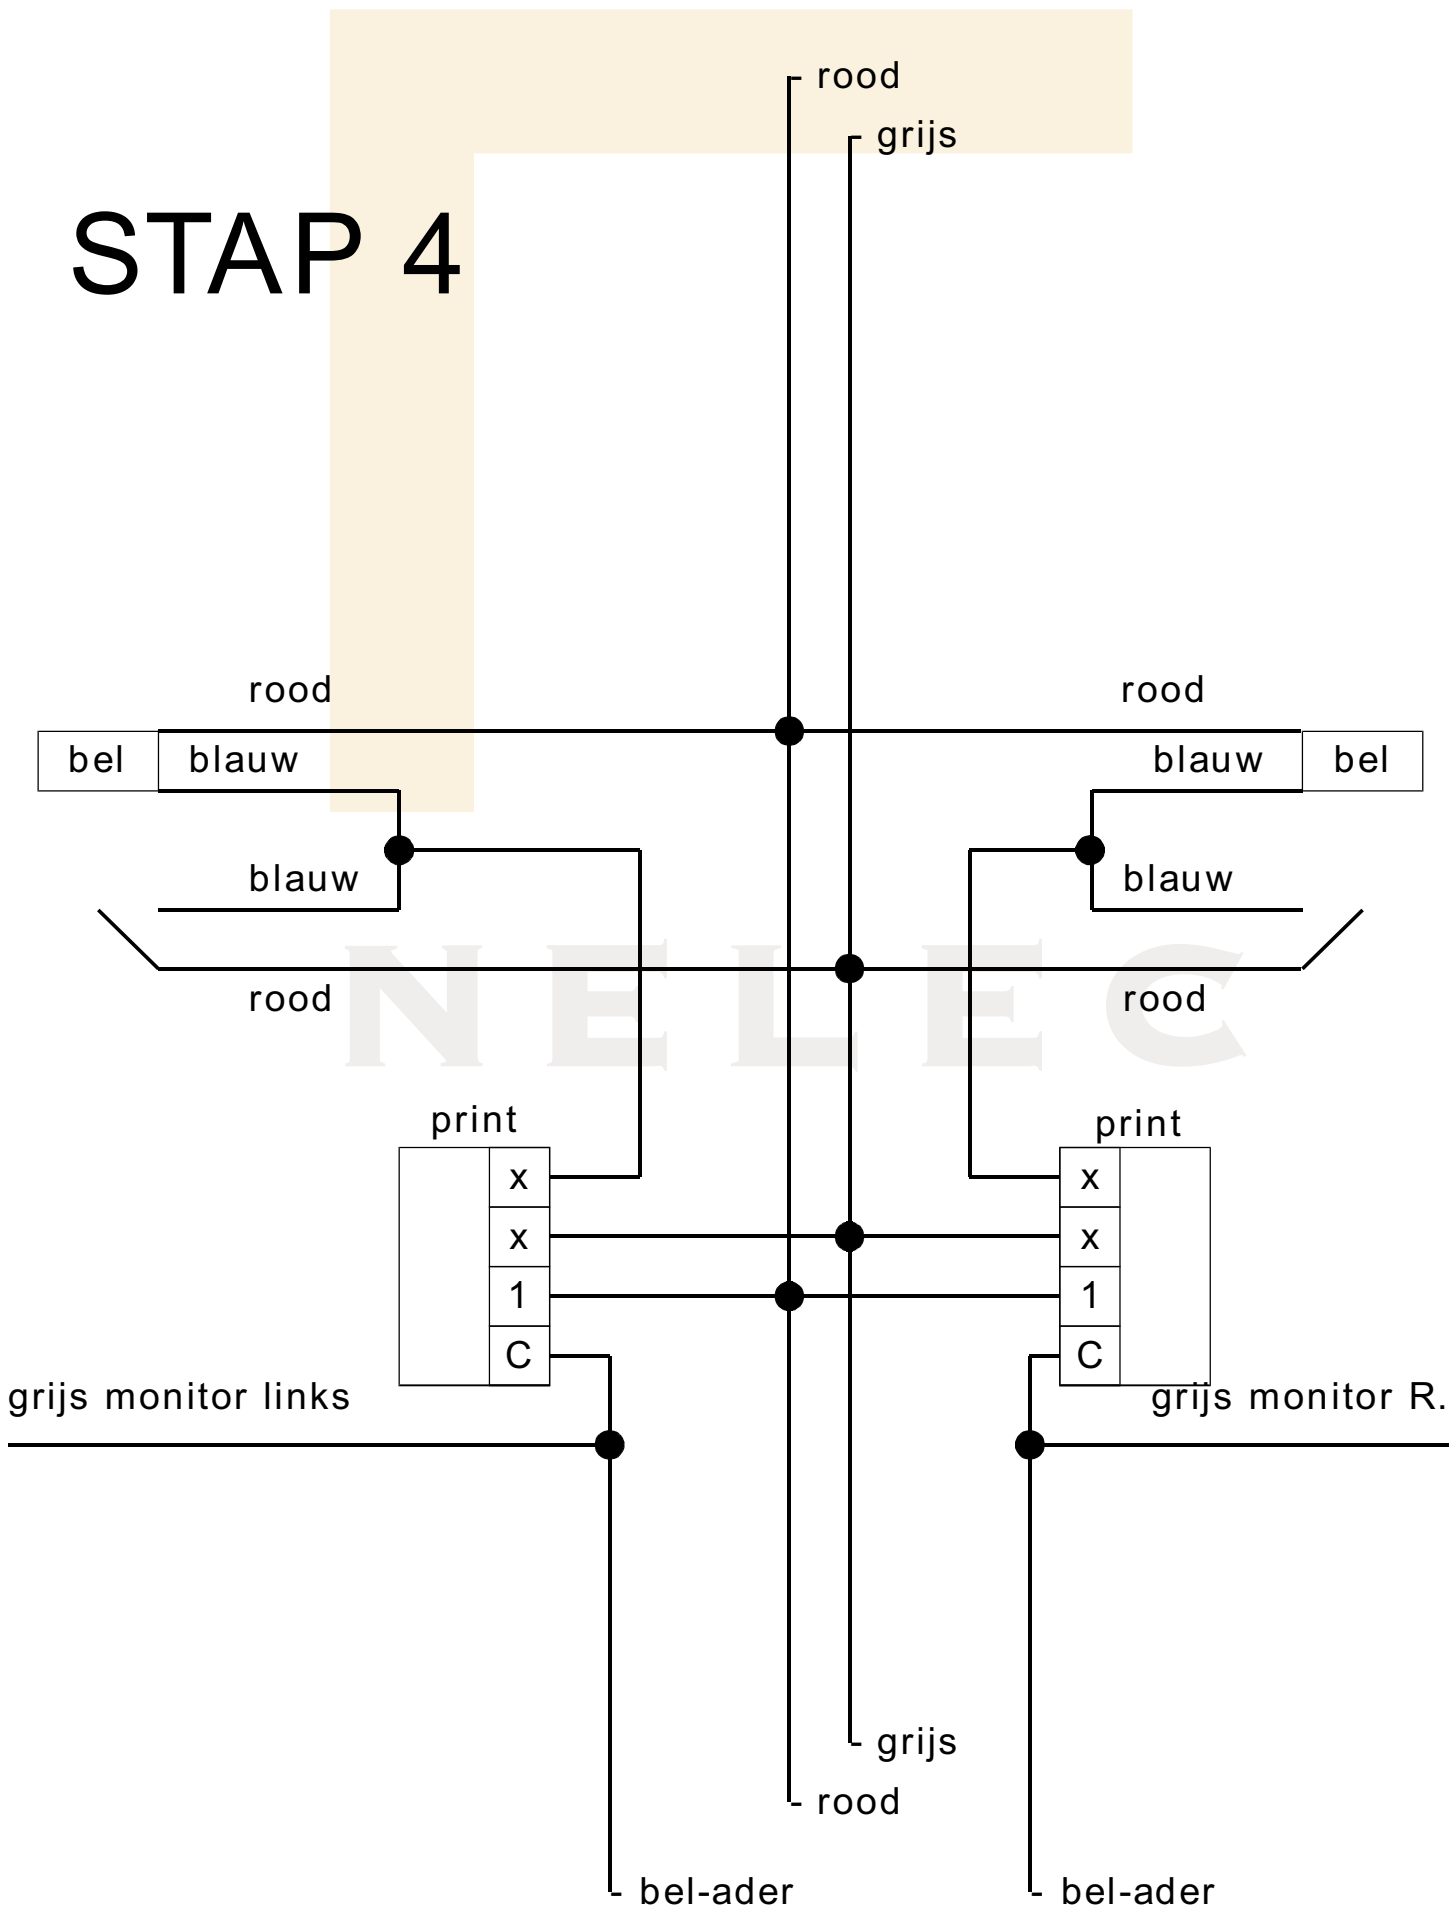 - rood
- grijs
STAP 4
rood
rood
bel
blauw
blauw
bel
blauw
blauw
rood
rood
NELEC
print
print
x
x
x
x
1
1
C
C
grijs monitor links
grijs monitor R.
- grijs
- rood
- bel-ader
- bel-ader